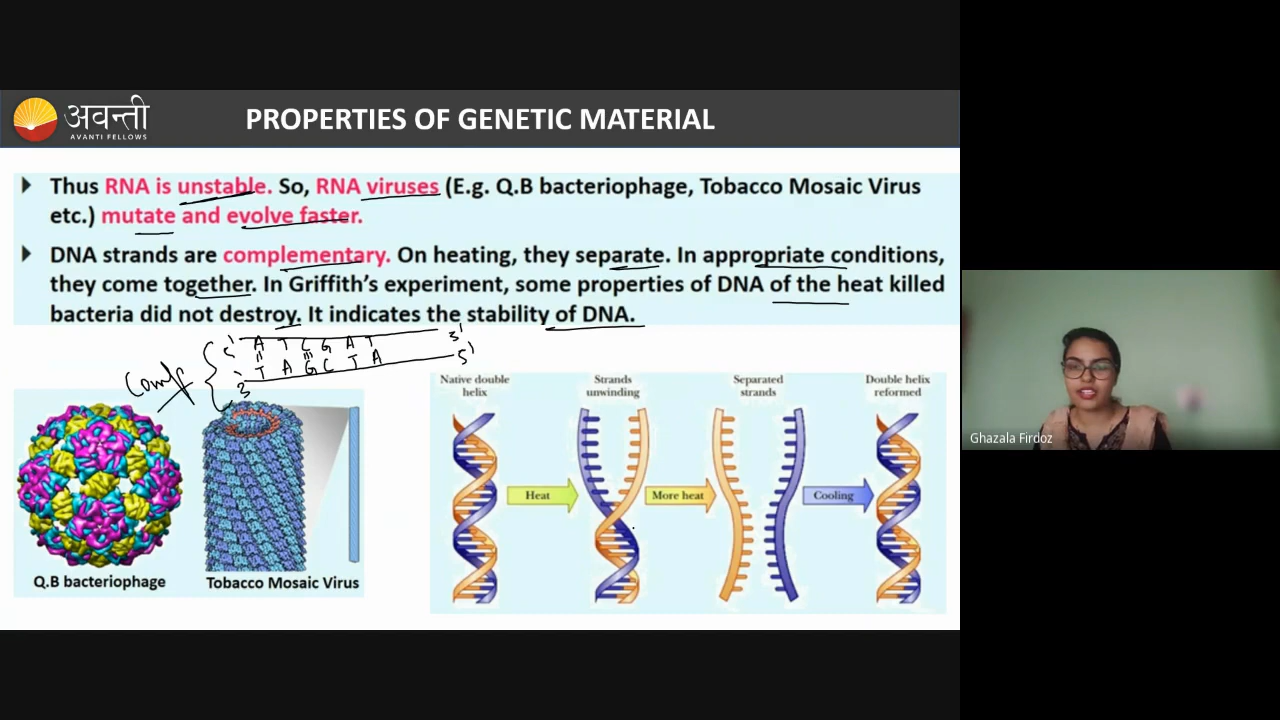 अवन्ती
AVANTI FELLOWS
PROPERTIES OF GENETIC MATERIAL
Thus RNA is unstable. So, RNA viruses (E.g. Q.B bacteriophage, Tobacco Mosaic Virus
etc.) mutate and evolve faster.
DNA strands are complementary. On heating, they separate. In appropriate conditions,
they come together. In Griffith's experiment, some properties of DNA of the heat killed
bacteria did not destroy. It indicates the stability of DNA.
5' A T C G A T 3'
3' T A G C T A 5'
Native double
helix
Strands
unwinding
Separated
strands
Double helix
reformed
Heat
More heat
Cooling
Q.B bacteriophage
Tobacco Mosaic Virus
Ghazala Firdoz